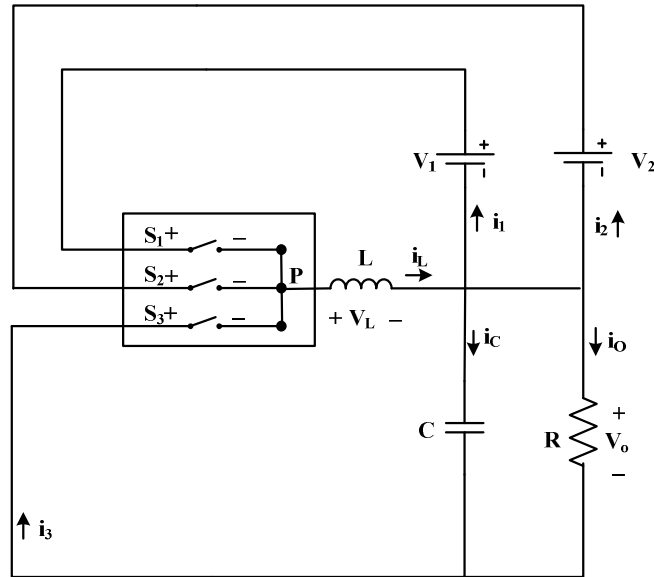 V1 + -
V2 + -
i1
i2
S1+ -
S2+ -
S3+ -
P
L
iL
+ VL -
iC
iO
C
R
+
Vo
-
i3